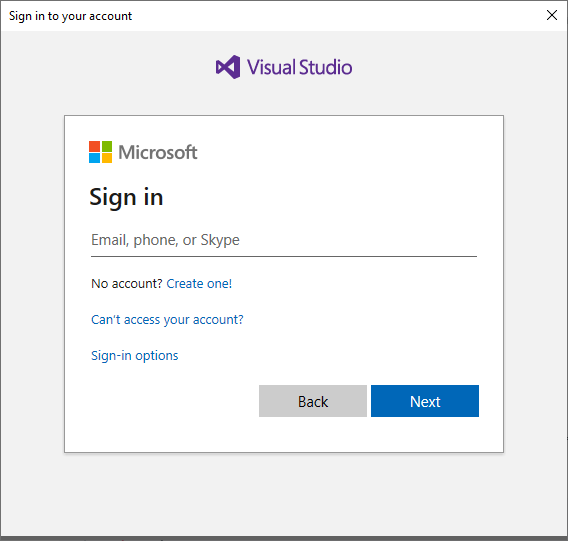 Sign in to your account
Visual Studio
Microsoft
Sign in
Email, phone, or Skype
No account? Create one!
Can't access your account?
Sign-in options
Back Next